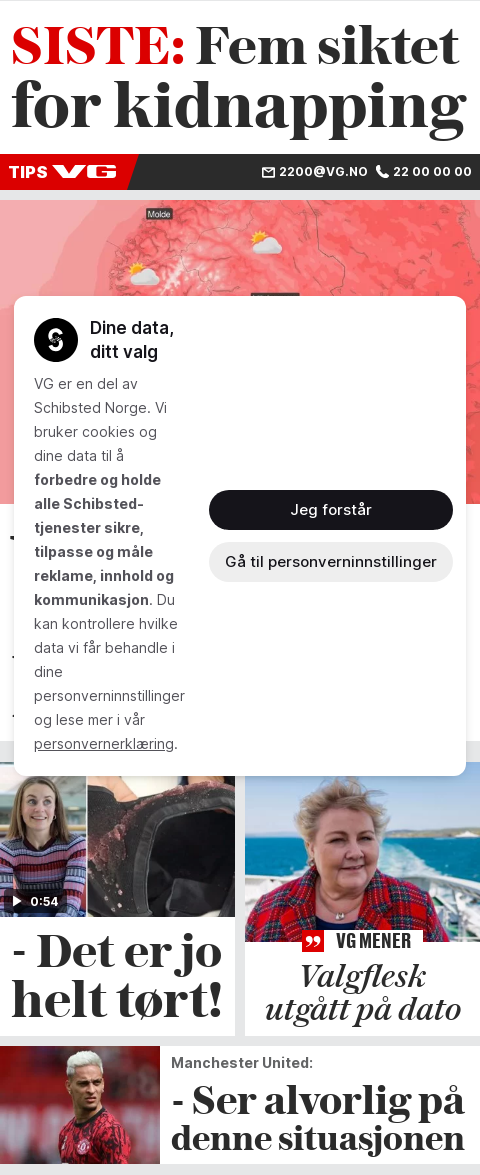 SISTE: Fem siktet
for kidnapping
TIPS VG
2200@VG.NO 22 00 00 00
Molde
Dine data,
ditt valg
VG er en del av
Schibsted Norge. Vi
bruker cookies og
dine data til å
forbedre og holde
alle Schibsted-
tjenester sikre,
tilpasse og måle
reklame, innhold og
kommunikasjon. Du
kan kontrollere hvilke
data vi får behandle i
dine
personverninnstillinger
og lese mer i vår
personvernerklæring.
Jeg forstår
Gå til personverninnstillinger
0:54
- Det er jo
helt tørt!
VG MENER
Valgflesk
utgått på dato
Manchester United:
- Ser alvorlig på
denne situasjonen